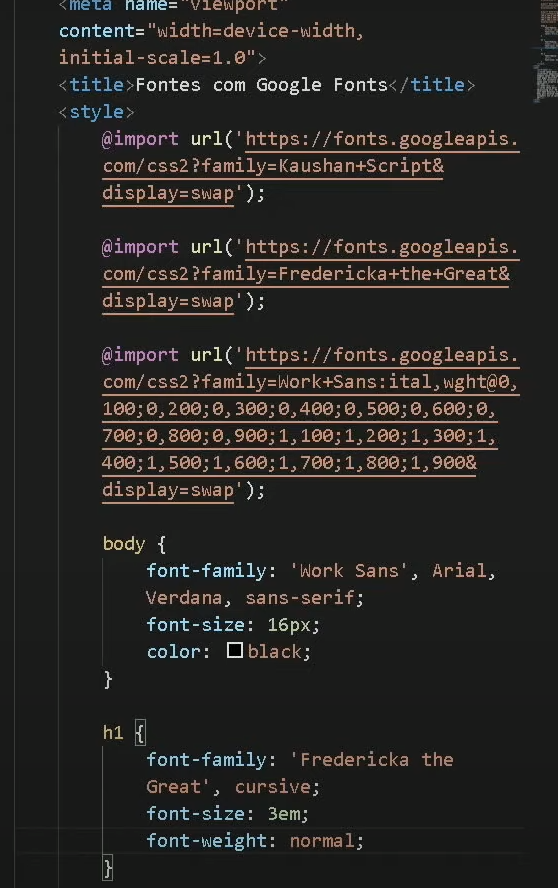 <meta name="viewport"
content="width=device-width,
initial-scale=1.0">
<title>Fontes com Google Fonts</title>
<style>
@import url('https://fonts.googleapis.
com/css2?family=Kaushan+Script&
display=swap');
@import url('https://fonts.googleapis.
com/css2?family=Fredericka+the+Great&
display=swap');
@import url('https://fonts.googleapis.
com/css2?family=Work+Sans:ital,wght@0,
100;0,200;0,300;0,400;0,500;0,600;0,
700;0,800;0,900;1,100;1,200;1,300;1,
400;1,500;1,600;1,700;1,800;1,900&
display=swap');
body {
font-family: 'Work Sans', Arial,
Verdana, sans-serif;
font-size: 16px;
color: black;
}
h1 {
font-family: 'Fredericka the
Great', cursive;
font-size: 3em;
font-weight: normal;
}